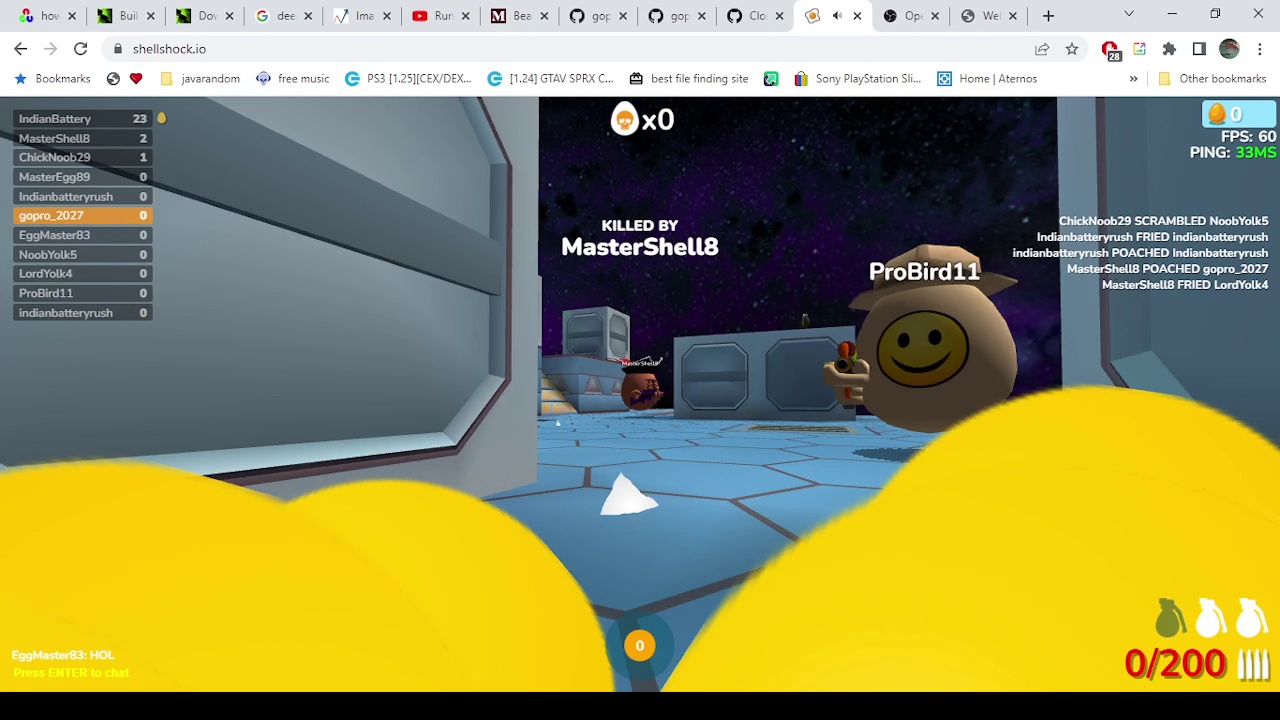 how
Buil
Dov
dee
Ima
Run
Bea
gop
gop
Clo
Ope
Wel
shellshock.io
28
Bookmarks
javarandom
free music
PS3 [1.25][CEX/DEX...
[1.24] GTAV SPRX C...
best file finding site
Sony PlayStation Sli...
Home | Aternos
»
Other bookmarks
IndianBattery 23
MasterShell8 2
ChickNoob29 1
MasterEgg89 0
Indianbatteryrush 0
gopro_2027 0
EggMaster83 0
NoobYolk5 0
LordYolk4 0
ProBird11 0
indianbatteryrush 0
x0
0
FPS: 60
PING: 33MS
KILLED BY
MasterShell8
ChickNoob29 SCRAMBLED NoobYolk5
Indianbatteryrush FRIED indianbatteryrush
indianbatteryrush POACHED Indianbatteryrush
MasterShell8 POACHED gopro_2027
MasterShell8 FRIED LordYolk4
ProBird11
MasterShell8
EggMaster83: HOL
Press ENTER to chat
0
0/200